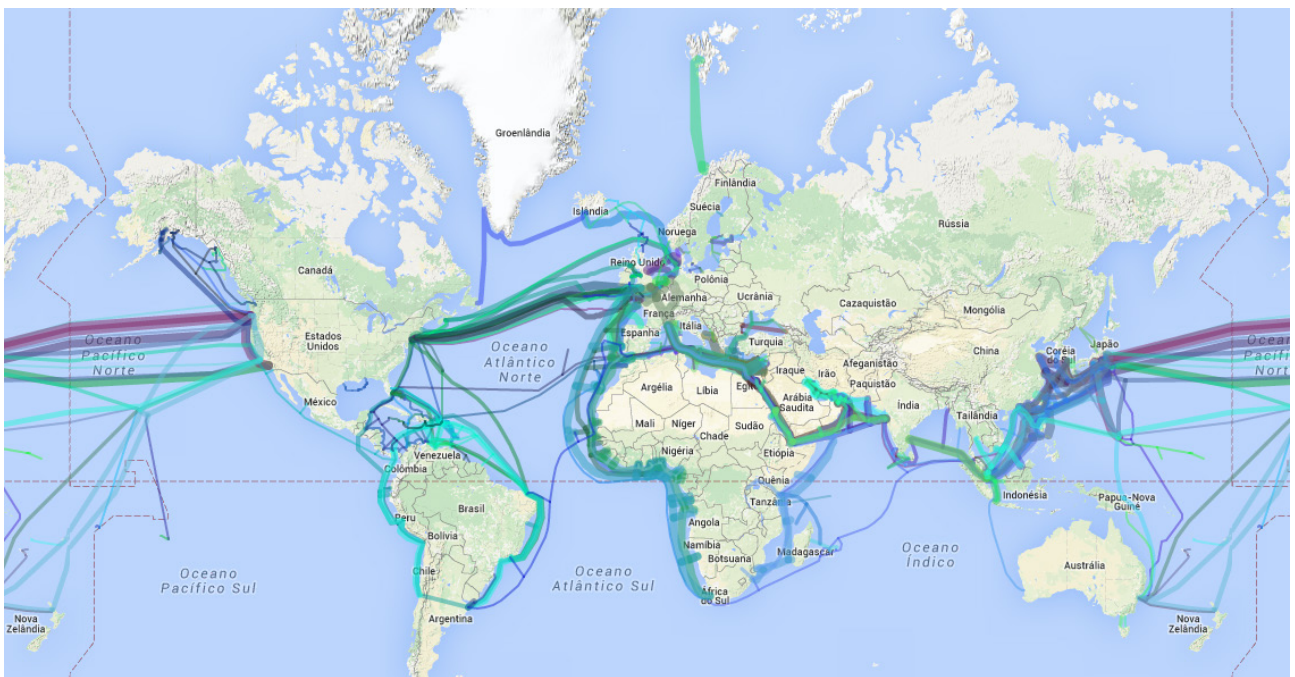 Groenlândia
Finlândia
Islândia
Suécia
Rússia
Noruega
Canadá
Reino Unido
Polônia
Alemanha
Ucrânia
Cazaquistão
Mongólia
França
Oceano
Pacífico
Norte
Estados
Unidos
Oceano
Atlântico
Norte
Espanha
Itália
Turquia
China
Coréia
do Sul
Japão
Oceano
Pacífico
Norte
Afeganistão
Iraque
Irão
Paquistão
Argélia
Líbia
México
Arábia
Saudita
Índia
Tailândia
Mali
Níger
Chade
Sudão
Nigéria
Etiópia
Venezuela
Colômbia
Quênia
Indonésia
Papua-Nova
Guiné
Tanzânia
Brasil
Peru
Angola
Bolívia
Namíbia
Botsuana
Madagascar
Oceano
Índico
Austrália
Oceano
Pacífico Sul
Chile
Oceano
Atlântico Sul
África
do Sul
Argentina
Nova
Zelândia
Nova
Zelândia